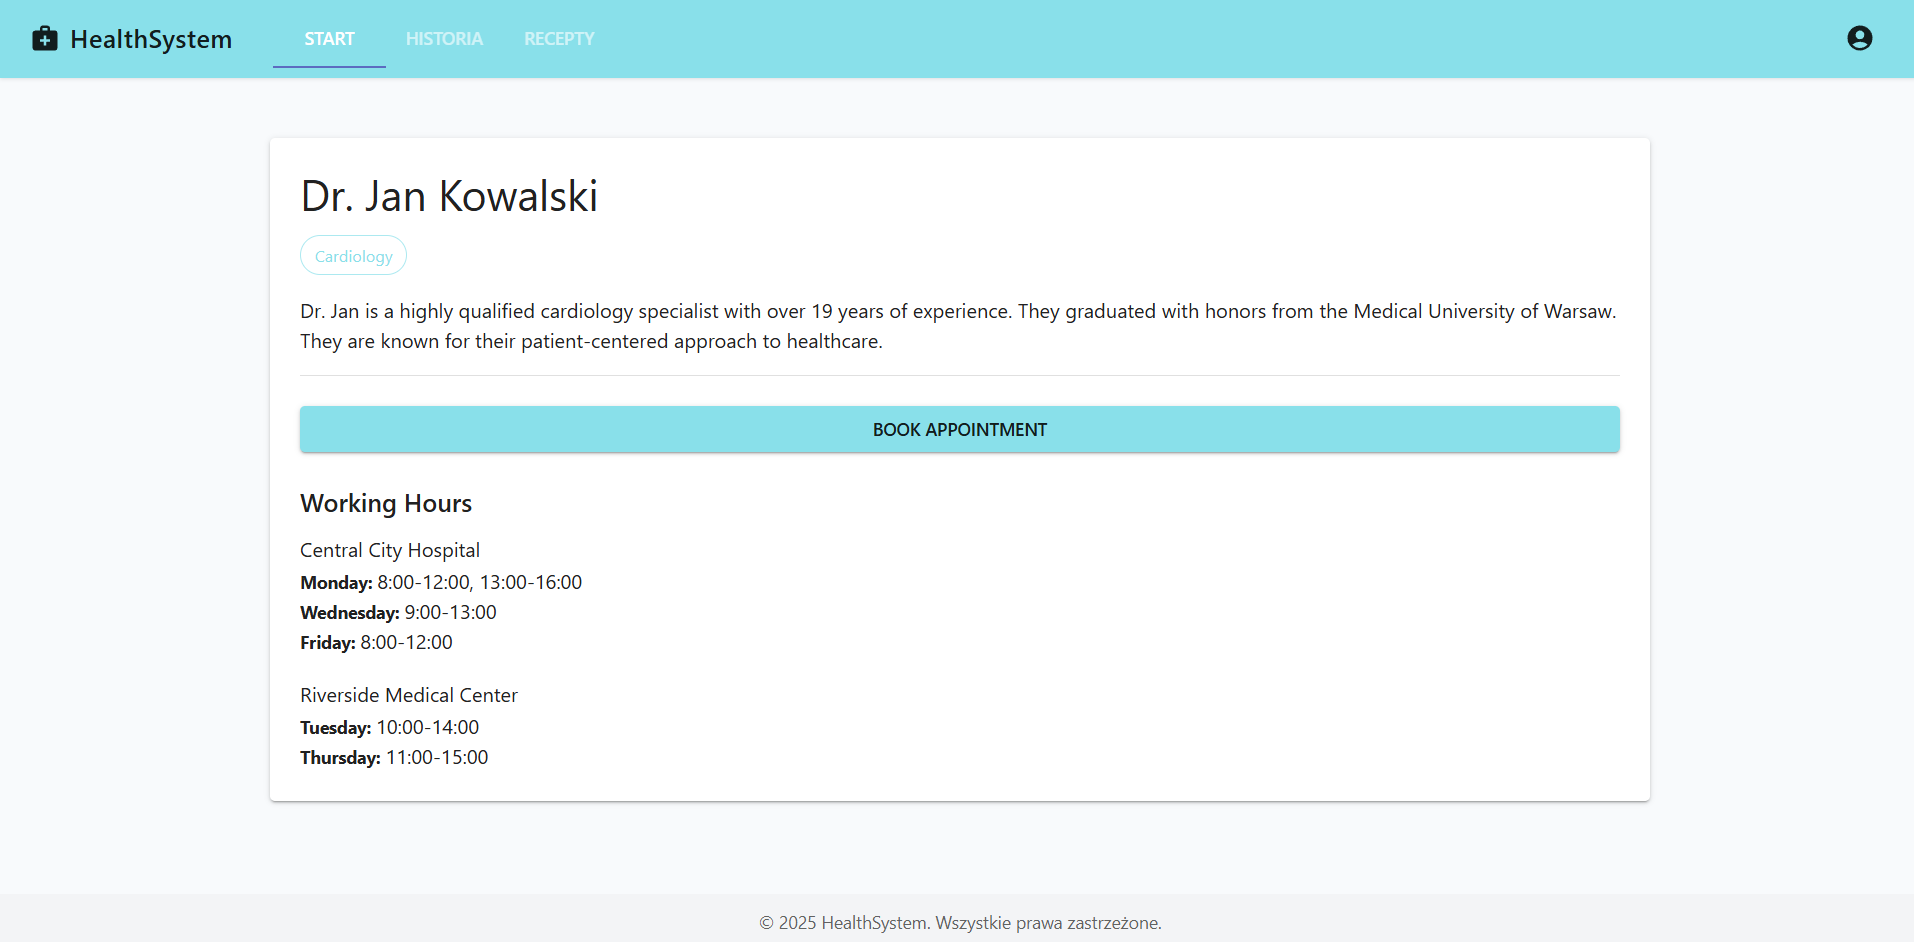 HealthSystem
START
HISTORIA
RECEPTY
Dr. Jan Kowalski
Cardiology
Dr. Jan is a highly qualified cardiology specialist with over 19 years of experience. They graduated with honors from the Medical University of Warsaw.
They are known for their patient-centered approach to healthcare.
BOOK APPOINTMENT
Working Hours
Central City Hospital
Monday: 8:00-12:00, 13:00-16:00
Wednesday: 9:00-13:00
Friday: 8:00-12:00
Riverside Medical Center
Tuesday: 10:00-14:00
Thursday: 11:00-15:00
© 2025 HealthSystem. Wszystkie prawa zastrzeżone.